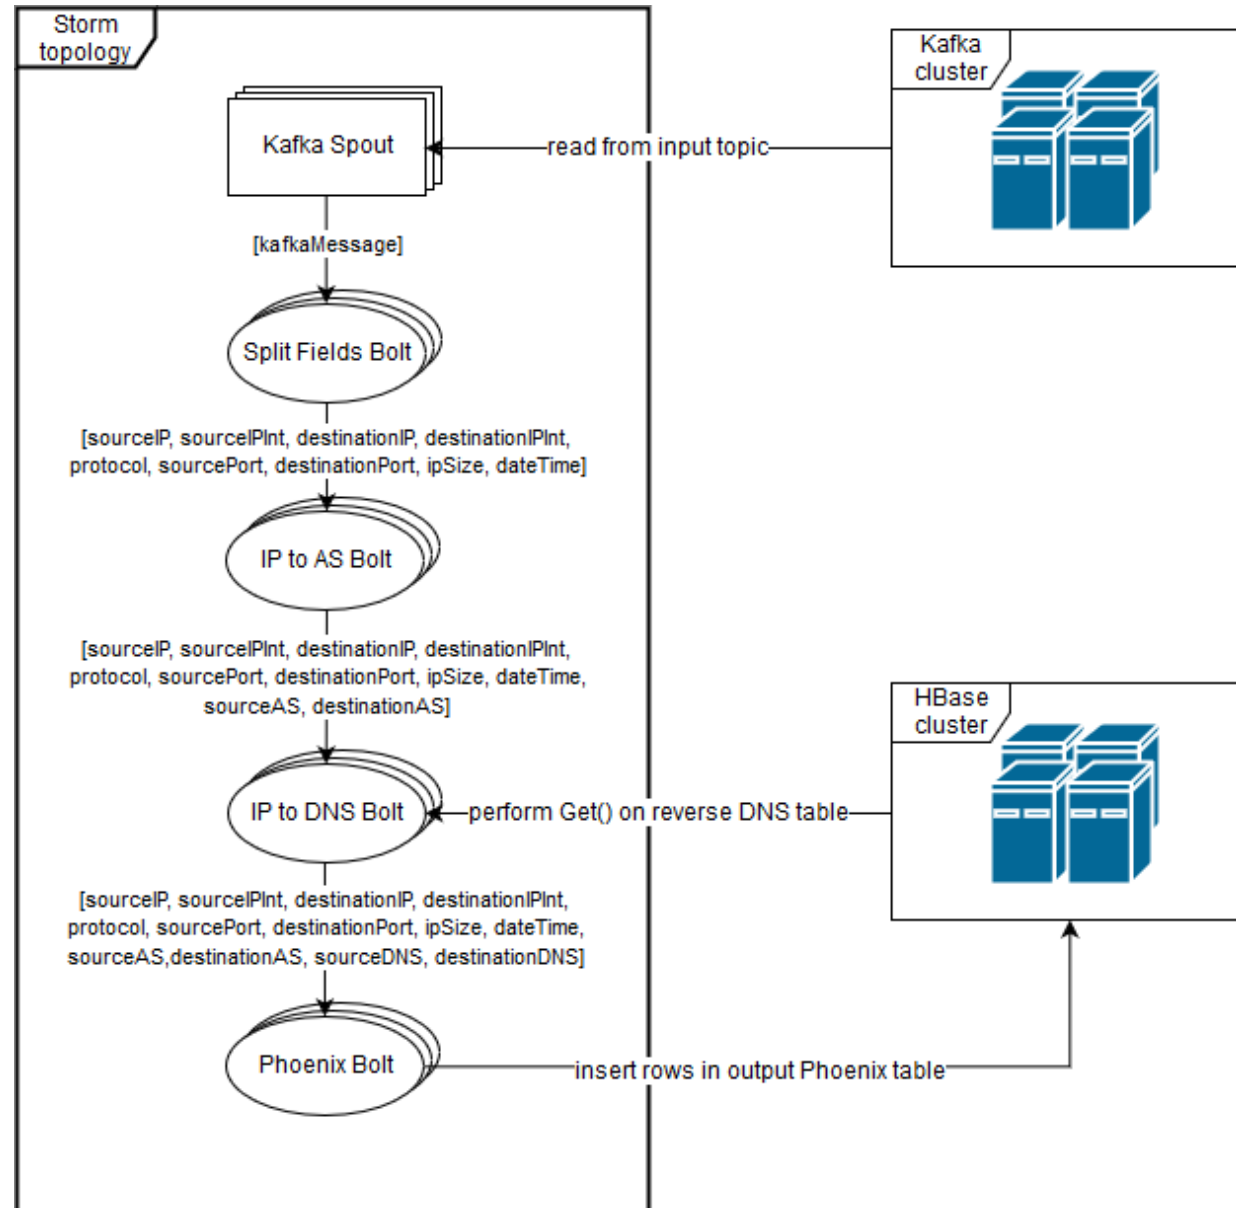 Storm
topology
Kafka
cluster
Kafka Spout
read from input topic
[kafkaMessage]
Split Fields Bolt
[sourceIP, sourceIPInt, destinationIP, destinationIPInt,
protocol, sourcePort, destinationPort, ipSize, dateTime]
IP to AS Bolt
[sourceIP, sourceIPInt, destinationIP, destinationIPInt,
protocol, sourcePort, destinationPort, ipSize, dateTime,
sourceAS, destinationAS]
HBase
cluster
IP to DNS Bolt
perform Get() on reverse DNS table
[sourceIP, sourceIPInt, destinationIP, destinationIPInt,
protocol, sourcePort, destinationPort, ipSize, dateTime,
sourceAS,destinationAS, sourceDNS, destinationDNS]
Phoenix Bolt
insert rows in output Phoenix table